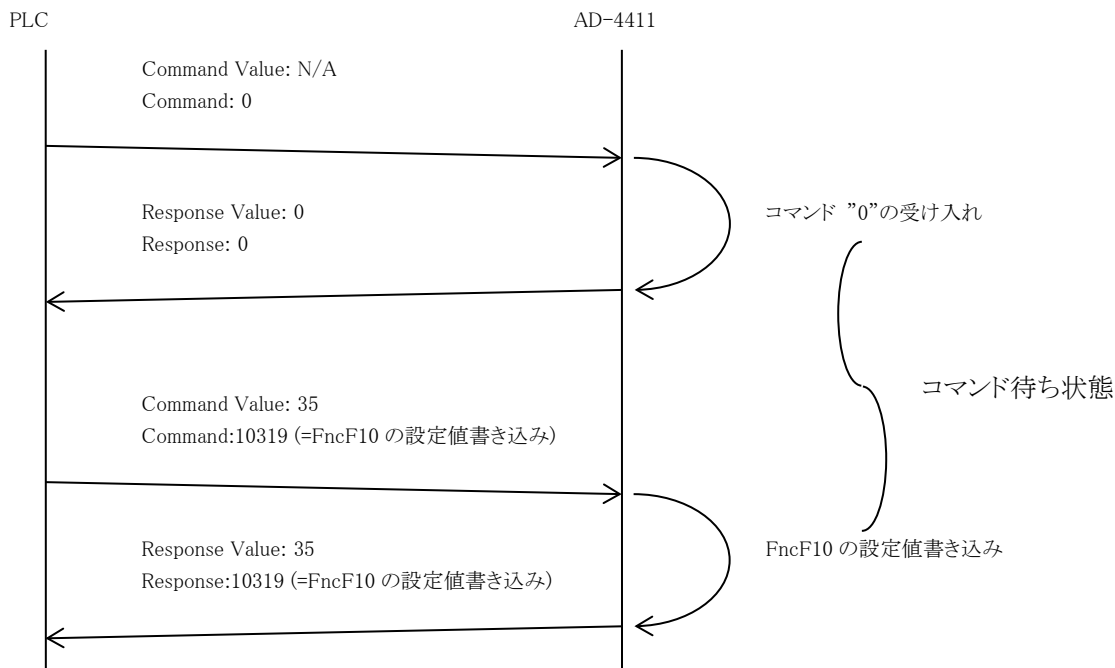 PLC
AD-4411
Command Value: N/A
Command: 0
Response Value: 0
Response: 0
コマンド ”0”の受け入れ
コマンド待ち状態
Command Value: 35
Command:10319 (=FncF10 の設定値書き込み)
Response Value: 35
Response:10319 (=FncF10 の設定値書き込み)
FncF10 の設定値書き込み